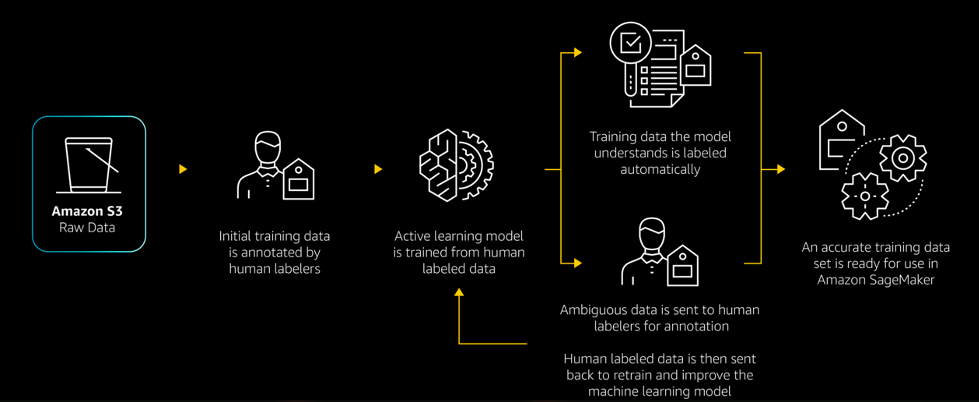 Amazon S3
Raw Data
Initial training data
is annotated by
human labelers
Active learning model
is trained from human
labeled data
Training data the model
understands is labeled
automatically
Ambiguous data is sent to human
labelers for annotation
Human labeled data is then sent
back to retrain and improve the
machine learning model
An accurate training data
set is ready for use in
Amazon SageMaker